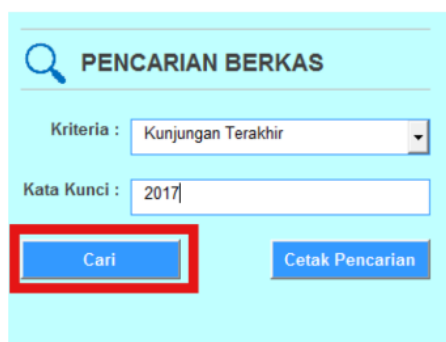 PENCARIAN BERKAS
Kriteria : Kunjungan Terakhir
Kata Kunci : 2017
Cari Cetak Pencarian